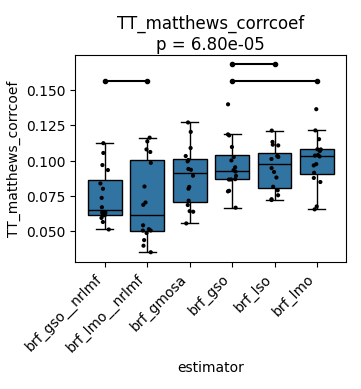 TT_matthews_corrcoef
p = 6.80e-05
TT_matthews_corrcoef
0.150
0.125
0.100
0.075
0.050
brf_gso__nrlmf
brf_lmo__nrlmf
brf_gmosa
brf_gso
brf_lso
brf_lmo
estimator